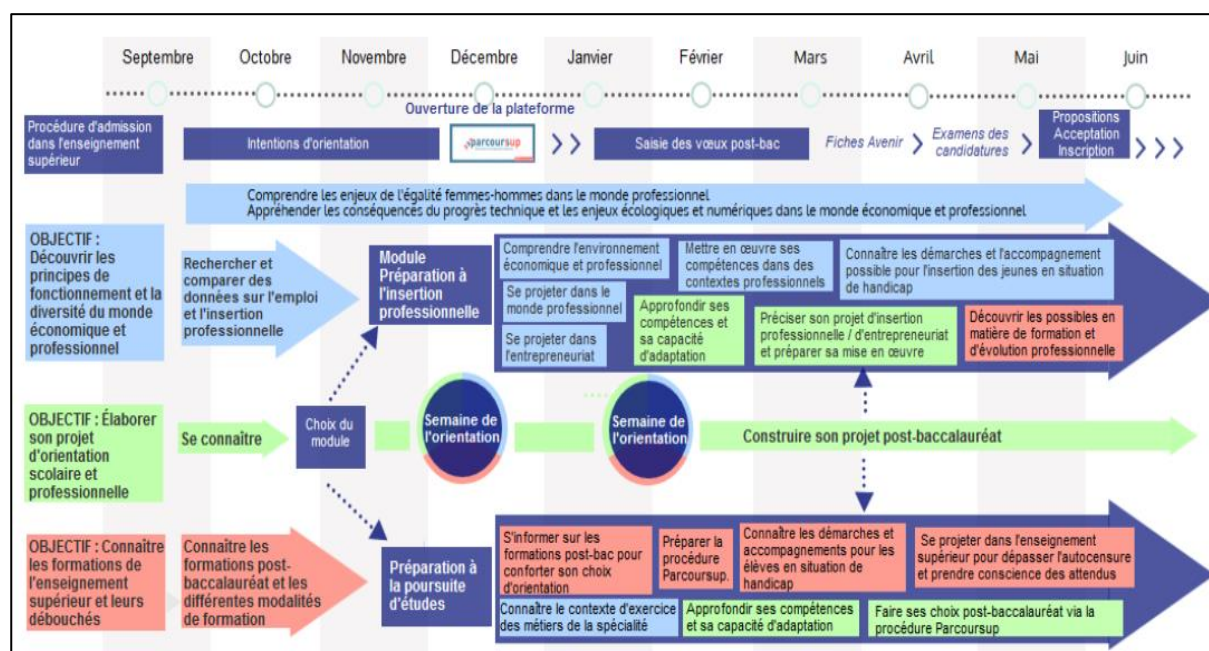 Septembre Octobre Novembre Décembre Janvier Février Mars Avril Mai Juin
Ouverture de la plateforme
Procédure d'admission
dans l'enseignement
supérieur
Intentions d'orientation
parcoursup
Saisie des vœux post-bac
Fiches Avenir
Examens des
candidatures
Propositions
Acceptation
Inscription
Comprendre les enjeux de l'égalité femmes-hommes dans le monde professionnel
Appréhender les conséquences du progrès technique et les enjeux écologiques et numériques dans le monde économique et professionnel
OBJECTIF :
Découvrir les
principes de
fonctionnement et la
diversité du monde
économique et
professionnel
Rechercher et
comparer des
données sur l'emploi
et l'insertion
professionnelle
Module
Préparation à
l'insertion
professionnelle
Comprendre l'environnement
économique et professionnel
Mettre en œuvre ses
compétences dans des
contextes professionnels
Connaître les démarches et l'accompagnement
possible pour l'insertion des jeunes en situation
de handicap
Se projeter dans le
monde professionnel
Se projeter dans
l'entrepreneuriat
Approfondir ses
compétences et
sa capacité
d'adaptation
Préciser son projet d'insertion
professionnelle / d'entrepreneuriat
et préparer sa mise en œuvre
Découvrir les possibles en
matière de formation et
d'évolution professionnelle
OBJECTIF : Élaborer
son projet
d'orientation
scolaire et
professionnelle
Se connaître
Choix du
module
Semaine de
l'orientation
Semaine de
l'orientation
Construire son projet post-baccalauréat
OBJECTIF : Connaître
les formations de
l'enseignement
supérieur et leurs
débouchés
Connaître les
formations post-
baccalauréat et les
différentes modalités
de formation
Préparation à
la poursuite
d'études
S'informer sur les
formations post-bac pour
conforter son choix
d'orientation
Préparer la
procédure
Parcoursup.
Connaître les démarches et
accompagnements pour les
élèves en situation de
handicap
Se projeter dans l'enseignement
supérieur pour dépasser l'autocensure
et prendre conscience des attendus
Connaître le contexte d'exercice
des métiers de la spécialité
Approfondir ses compétences
et sa capacité d'adaptation
Faire ses choix post-baccalauréat via la
procédure Parcoursup